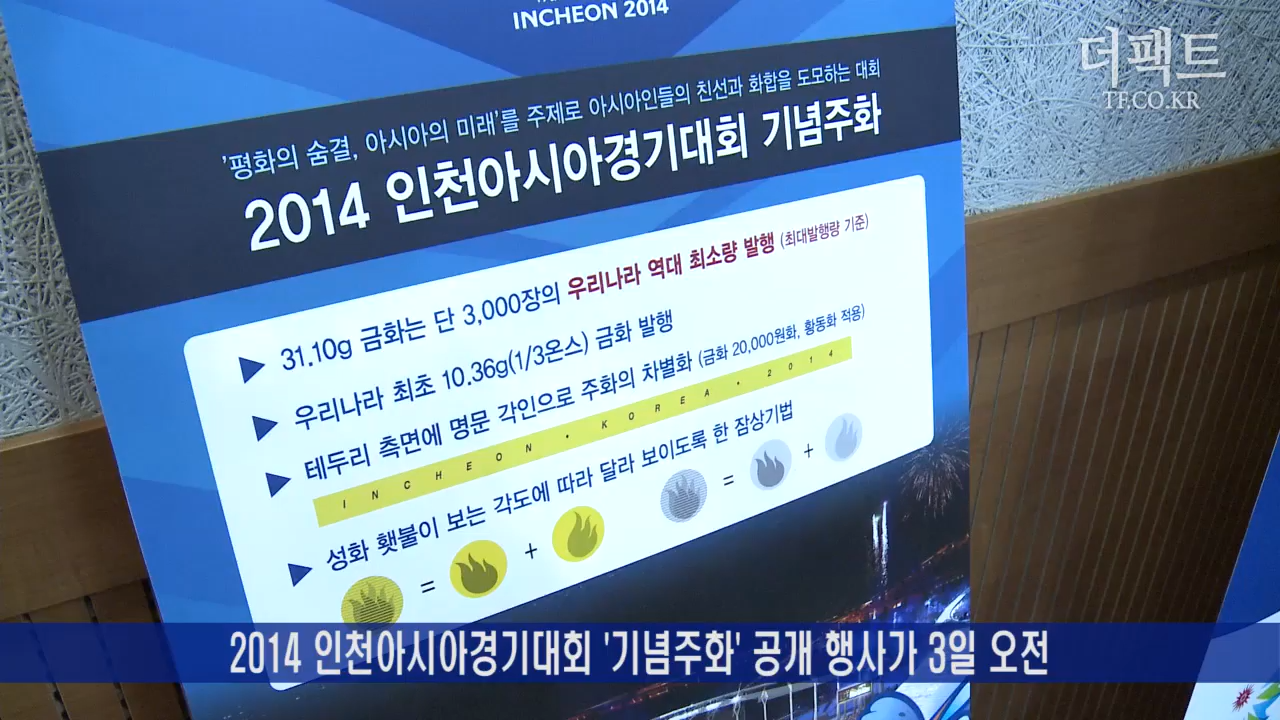 INCHEON 2014
더팩트
TF.CO.KR
'평화의 숨결, 아시아의 미래'를 주제로 아시아인들의 친선과 화합을 도모하는 대회
2014 인천아시아경기대회 기념주화
▶ 31.10g 금화는 단 3,000장의 우리나라 역대 최소량 발행 (최대발행량 기준)
▶ 우리나라 최초 10.36g(1/3온스) 금화 발행
▶ 테두리 측면에 명문 각인으로 주화의 차별화 (금화 20,000원화, 황동화 적용)
INCHEON • KOREA • 2014
▶ 성화 횃불이 보는 각도에 따라 달라 보이도록 한 잠상기법
= +
= +
2014 인천아시아경기대회 '기념주화' 공개 행사가 3일 오전